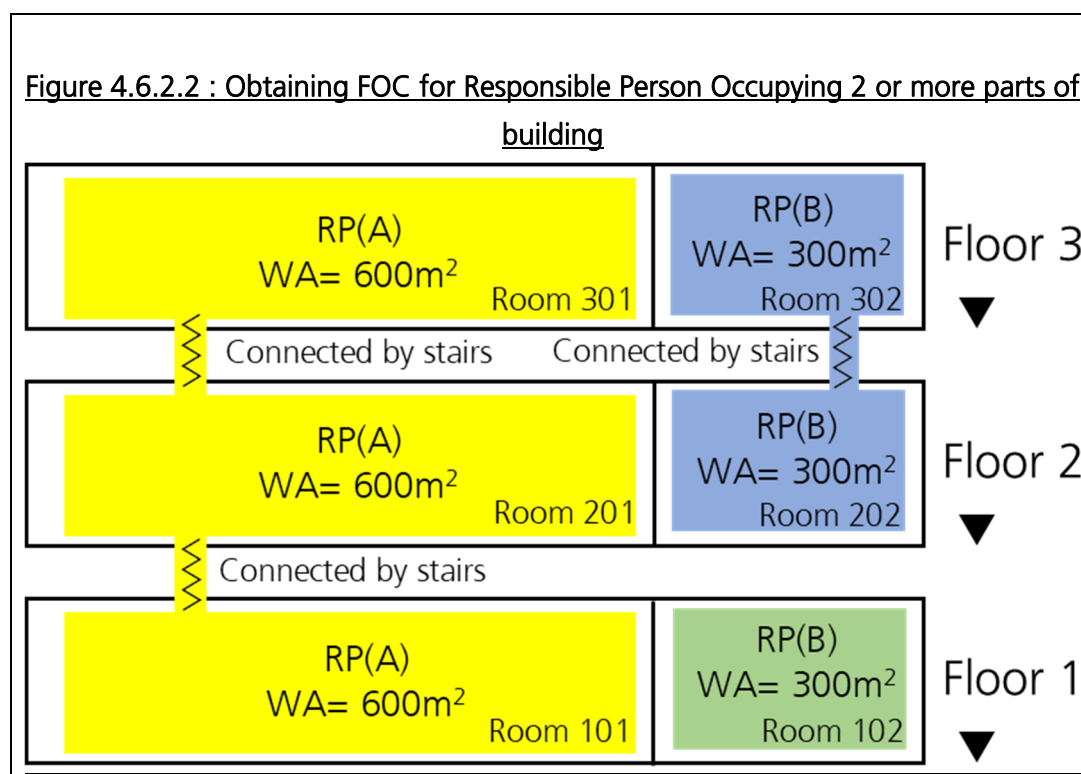 Figure 4.6.2.2 : Obtaining FOC for Responsible Person Occupying 2 or more parts of
building
RP(A)
WA= 600m²
Room 301
RP(B)
WA= 300m²
Room 302
Floor 3
Connected by stairs
Connected by stairs
RP(A)
WA= 600m²
Room 201
RP(B)
WA= 300m²
Room 202
Floor 2
Connected by stairs
RP(A)
WA= 600m²
Room 101
RP(B)
WA= 300m²
Room 102
Floor 1